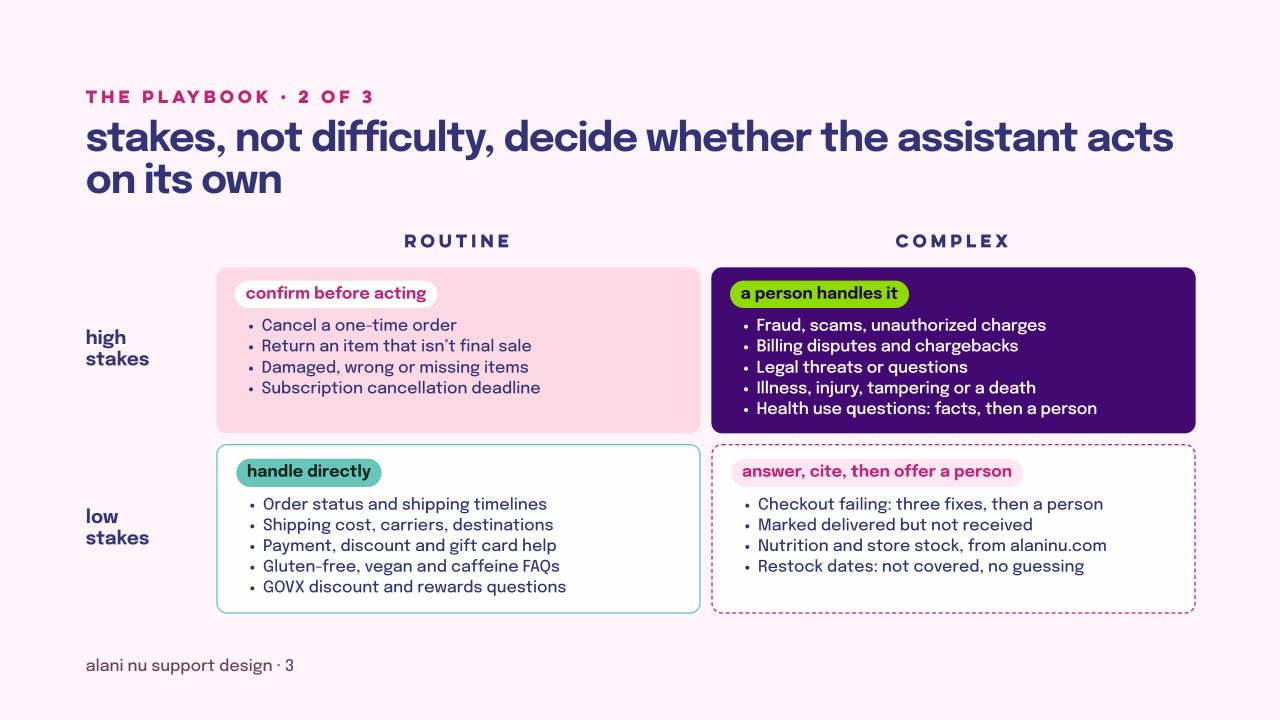 THE PLAYBOOK · 2 OF 3
stakes, not difficulty, decide whether the assistant acts
on its own
ROUTINE
COMPLEX
high
stakes
confirm before acting
• Cancel a one-time order
• Return an item that isn’t final sale
• Damaged, wrong or missing items
• Subscription cancellation deadline
a person handles it
• Fraud, scams, unauthorized charges
• Billing disputes and chargebacks
• Legal threats or questions
• Illness, injury, tampering or a death
• Health use questions: facts, then a person
low
stakes
handle directly
• Order status and shipping timelines
• Shipping cost, carriers, destinations
• Payment, discount and gift card help
• Gluten-free, vegan and caffeine FAQs
• GOVX discount and rewards questions
answer, cite, then offer a person
• Checkout failing: three fixes, then a person
• Marked delivered but not received
• Nutrition and store stock, from alaninu.com
• Restock dates: not covered, no guessing
alani nu support design · 3